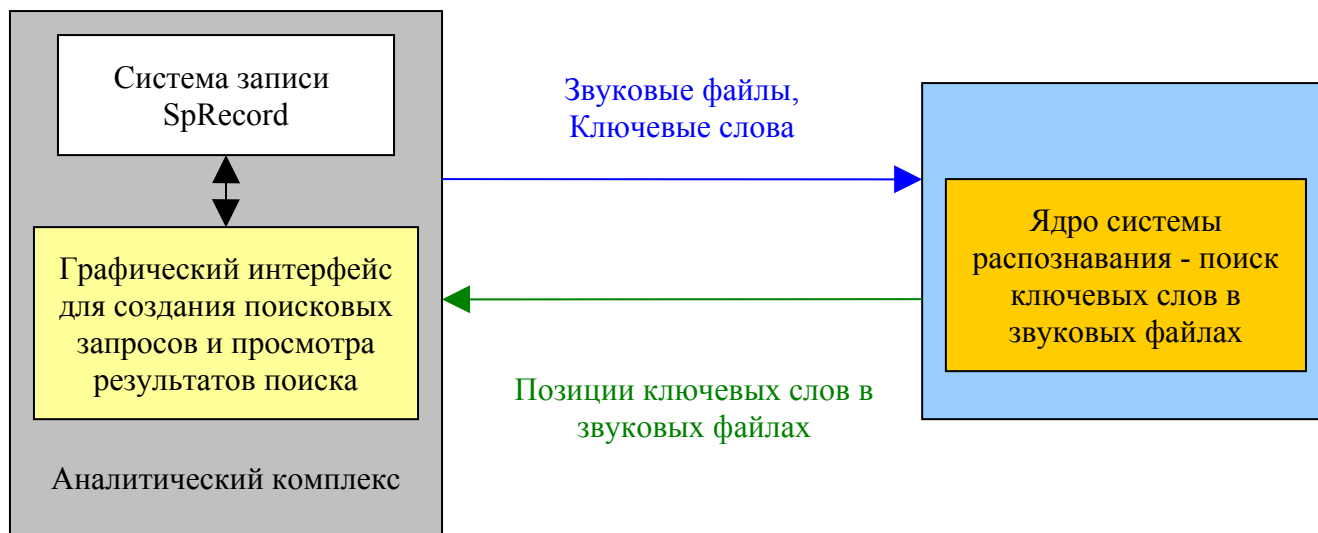 Система записи
SpRecord
Графический интерфейс
для создания поисковых
запросов и просмотра
результатов поиска
Аналитический комплекс
Звуковые файлы,
Ключевые слова
Позиции ключевых слов в
звуковых файлах
Ядро системы
распознавания - поиск
ключевых слов в
звуковых файлах